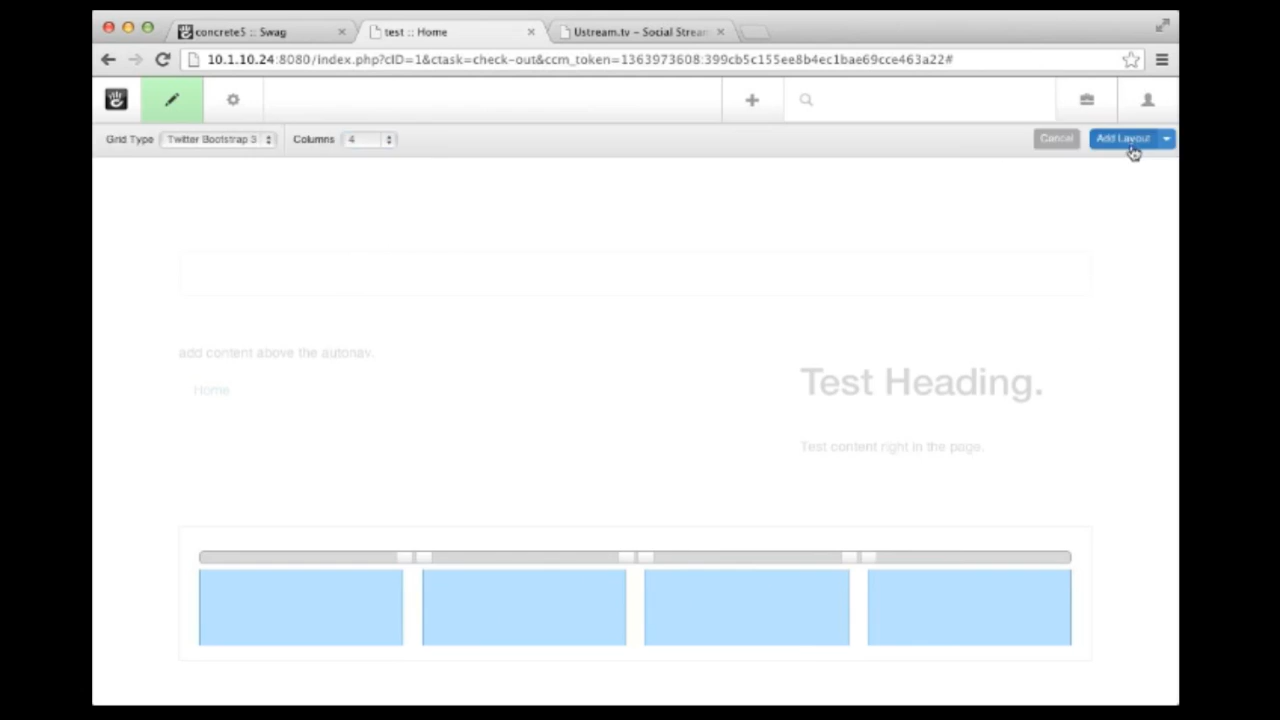 concrete5 :: Swag
test :: Home
Ustream.tv – Social Stream
10.1.10.24:8080/index.php?cID=1&ctask=check-out&ccm_token=1363973608:399cb5c155ee8b4ec1bae69cce463a22#
Grid Type Twitter Bootstrap 3 Columns 4 Cancel Add Layout
add content above the autonav.
Home
Test Heading.
Test content right in the page.